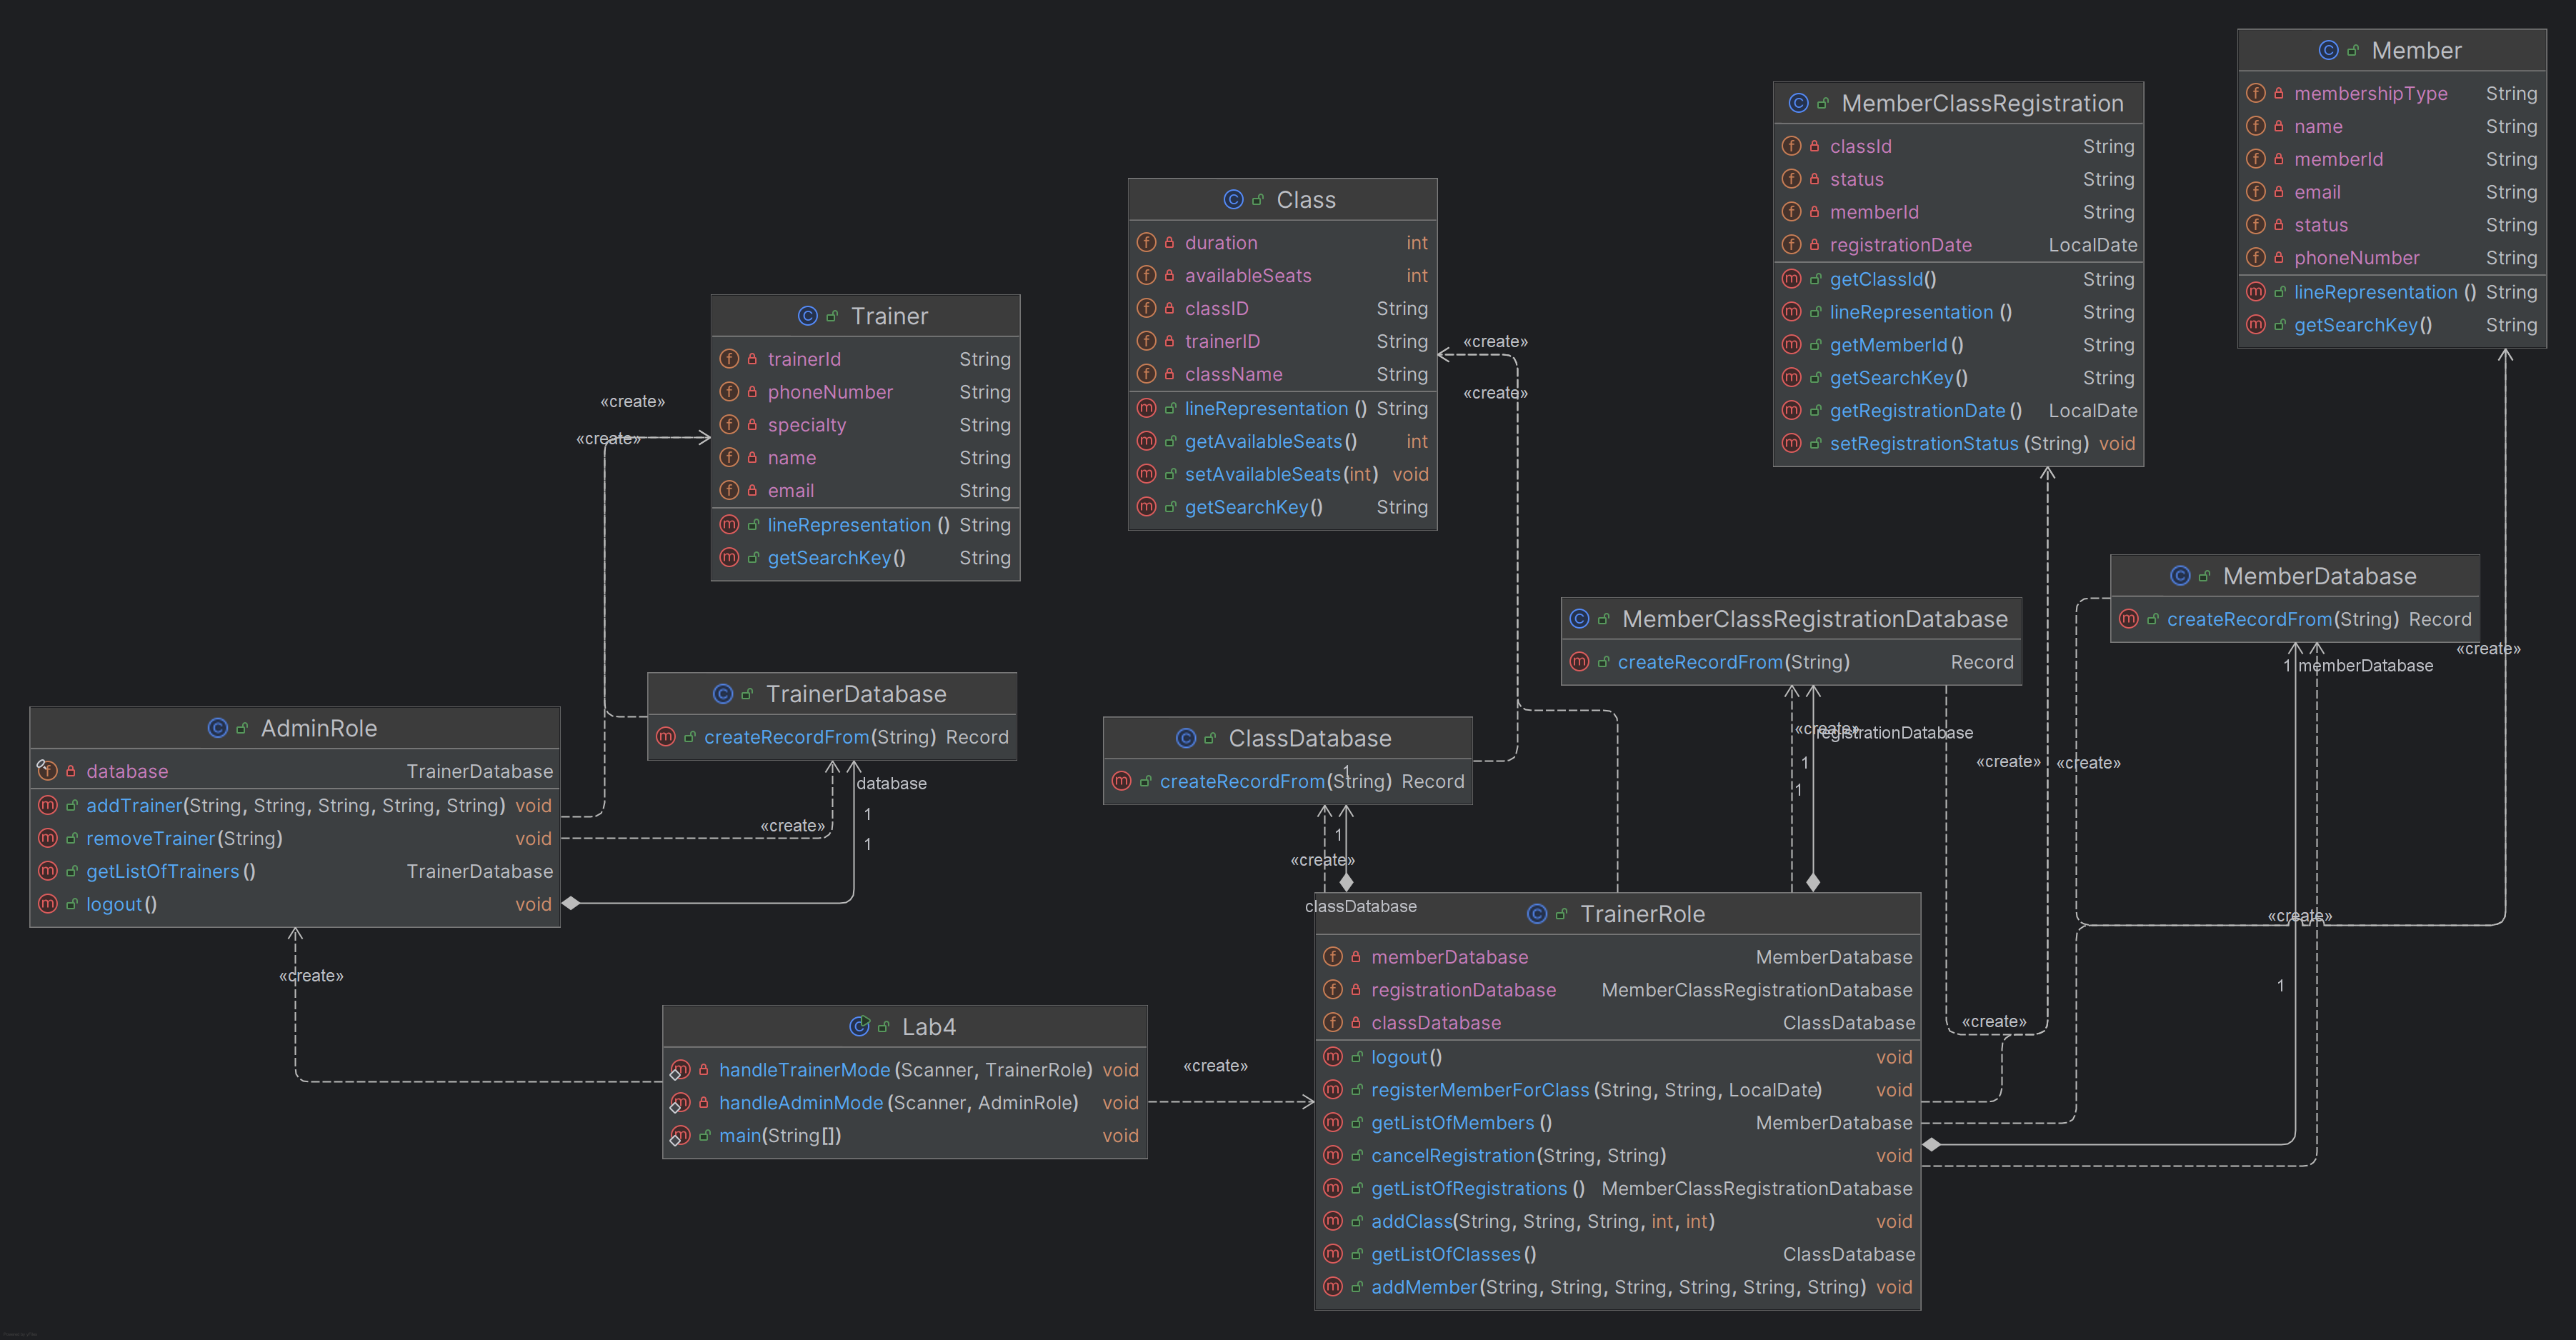 Member
membershipType String
name String
memberId String
email String
status String
phoneNumber String
lineRepresentation () String
getSearchKey() String
MemberClassRegistration
classId String
status String
memberId String
registrationDate LocalDate
getClassId() String
lineRepresentation () String
getMemberId () String
getSearchKey() String
getRegistrationDate () LocalDate
setRegistrationStatus (String) void
Class
duration int
availableSeats int
classID String
trainerID String
className String
lineRepresentation () String
getAvailableSeats() int
setAvailableSeats(int) void
getSearchKey() String
«create»
«create»
Trainer
trainerId String
phoneNumber String
specialty String
name String
email String
lineRepresentation () String
getSearchKey() String
«create»
«create»
MemberDatabase
createRecordFrom(String) Record
«create»
1 memberDatabase
MemberClassRegistrationDatabase
createRecordFrom(String) Record
«create»
registrationDatabase
1
1
«create»
«create»
TrainerDatabase
createRecordFrom(String) Record
database
1
1
«create»
ClassDatabase
createRecordFrom(String) Record
1
1
«create»
classDatabase
AdminRole
database TrainerDatabase
addTrainer(String, String, String, String, String) void
removeTrainer(String) void
getListOfTrainers () TrainerDatabase
logout() void
«create»
«create»
1
«create»
TrainerRole
memberDatabase MemberDatabase
registrationDatabase MemberClassRegistrationDatabase
classDatabase ClassDatabase
logout() void
registerMemberForClass (String, String, LocalDate) void
getListOfMembers () MemberDatabase
cancelRegistration(String, String) void
getListOfRegistrations () MemberClassRegistrationDatabase
addClass(String, String, String, int, int) void
getListOfClasses() ClassDatabase
addMember(String, String, String, String, String, String) void
Lab4
handleTrainerMode (Scanner, TrainerRole) void
handleAdminMode (Scanner, AdminRole) void
main(String[]) void
«create»